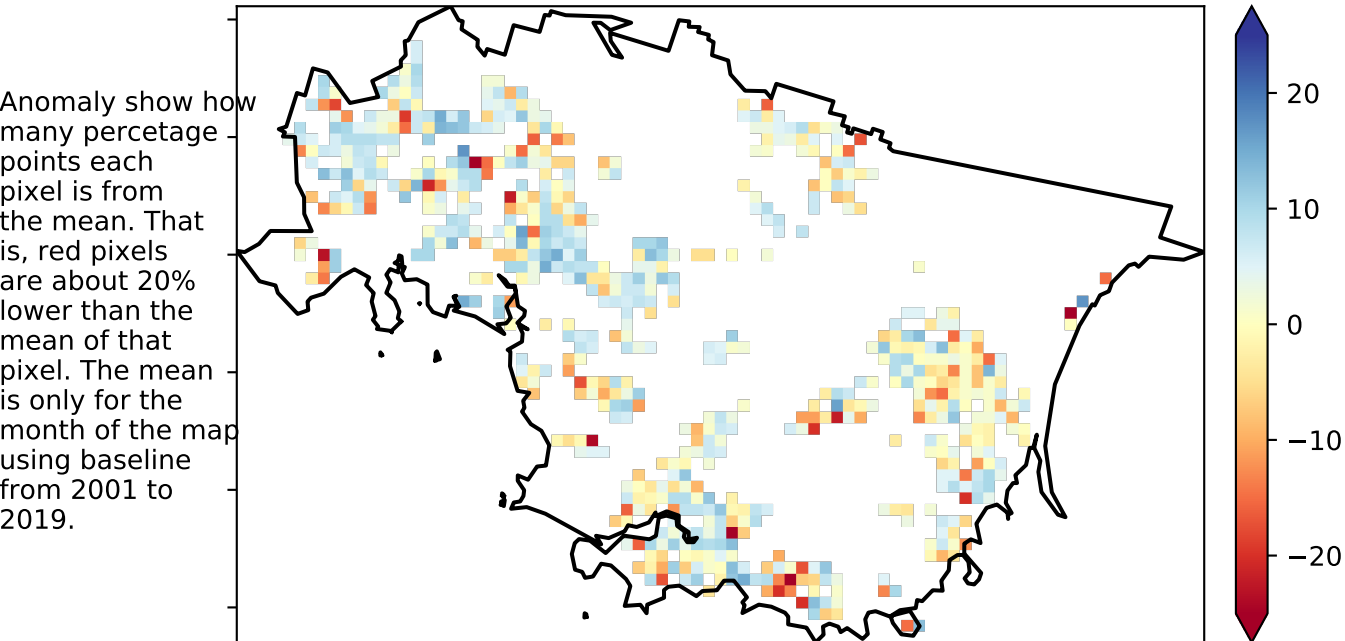 Anomaly show how
many percetage
points each
pixel is from
the mean. That
is, red pixels
are about 20%
lower than the
mean of that
pixel. The mean
is only for the
month of the map
using baseline
from 2001 to
2019.
20
10
0
−10
−20